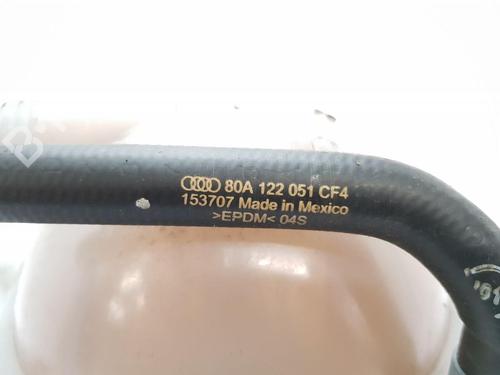 80A 122 051 CF4
153707 Made in Mexico
>EPDM< 04S